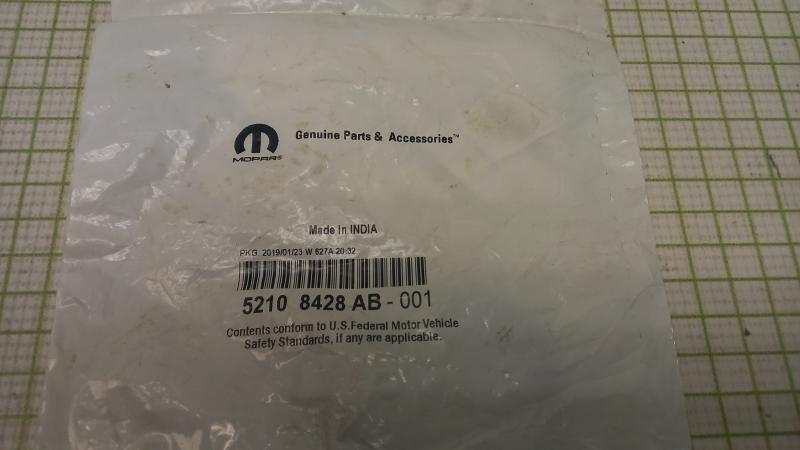 Genuine Parts & Accessories™
MOPAR®
Made in INDIA
PKG: 2019/01/23 W 627A 20:32
5210 8428 AB - 001
Contents conform to U.S.Federal Motor Vehicle
Safety Standards, if any are applicable.